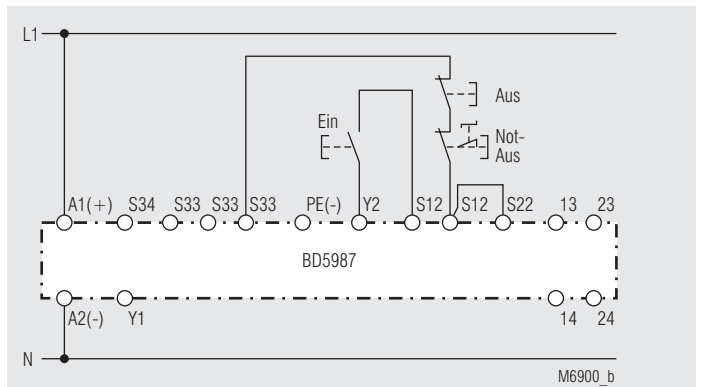 L1
Aus
Ein
Not-
Aus
A1(+) S34 S33 S33 S33 PE(-) Y2 S12 S12 S22 13 23
BD5987
A2(-) Y1 14 24
N
M6900_b